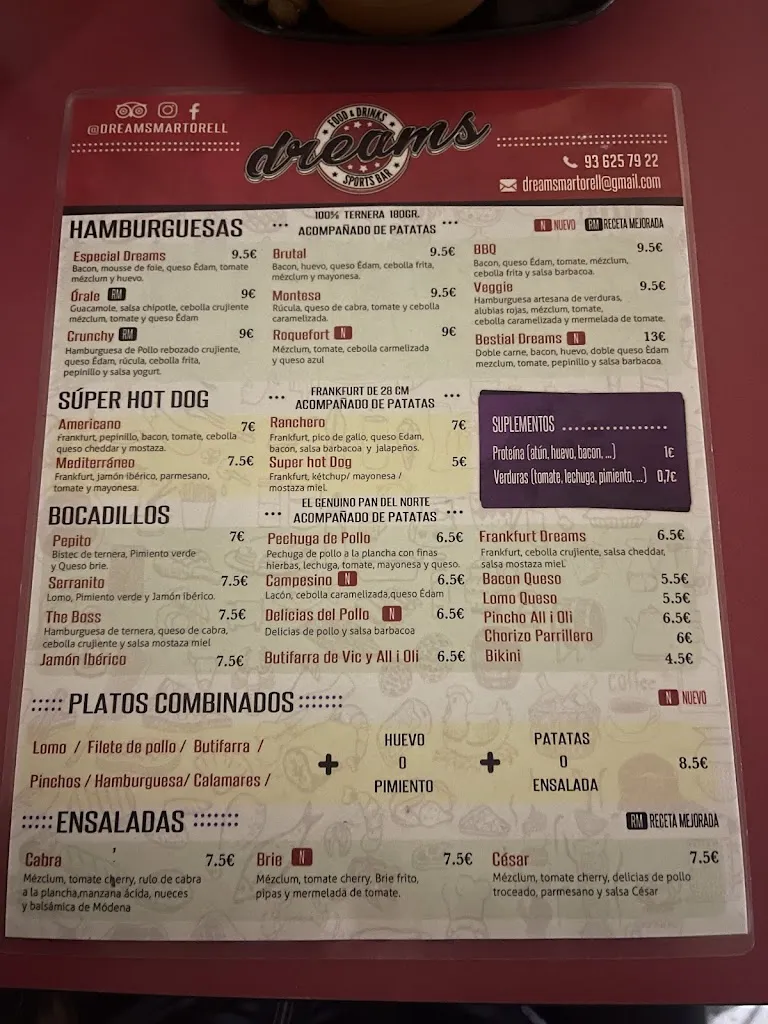 @DREAMSMARTORELL
FOOD & DRINKS
dreams
SPORTS BAR
93 625 79 22
dreamsmartorell@gmail.com
HAMBURGUESAS
100% TERNERA 180GR.
ACOMPAÑADO DE PATATAS
N NUEVO RM RECETA MEJORADA
Especial Dreams 9.5€
Bacon, mousse de foie, queso Édam, tomate
mézclum y huevo.
Órale RM 9€
Guacamole, salsa chipotle, cebolla crujiente
mézclum, tomate y queso Édam
Crunchy RM 9€
Hamburguesa de Pollo rebozado crujiente,
queso Édam, rúcula, cebolla frita,
pepinillo y salsa yogurt.
Brutal 9.5€
Bacon, huevo, queso Édam, cebolla frita,
mézclum y mayonesa.
Montesa 9.5€
Rúcula, queso de cabra, tomate y cebolla
caramelizada.
Roquefort N 9€
Mézclum, tomate, cebolla carmelizada
y queso azul
BBQ 9.5€
Bacon, queso Édam, tomate, mézclum,
cebolla frita y salsa barbacoa.
Veggie 9.5€
Hamburguesa artesana de verduras,
alubias rojas, mézclum, tomate,
cebolla caramelizada y mermelada de tomate.
Bestial Dreams N 13€
Doble carne, bacon, huevo, doble queso Édam
mezclum, tomate, pepinillo y salsa barbacoa.
SÚPER HOT DOG
FRANKFURT DE 28 CM
ACOMPAÑADO DE PATATAS
Americano 7€
Frankfurt, pepinillo, bacon, tomate, cebolla
queso cheddar y mostaza.
Mediterráneo 7.5€
Frankfurt, jamón ibérico, parmesano,
tomate y mayonesa.
Ranchero 7€
Frankfurt, pico de gallo, queso Edam,
bacon, salsa barbacoa y jalapeños.
Super hot Dog 5€
Frankfurt, kétchup/ mayonesa /
mostaza miel.
SUPLEMENTOS
Proteína (atún, huevo, bacon, ...) 1€
Verduras (tomate, lechuga, pimiento, ...) 0,7€
BOCADILLOS
EL GENUINO PAN DEL NORTE
ACOMPAÑADO DE PATATAS
Pepito 7€
Bistec de ternera, Pimiento verde
y Queso brie.
Serranito 7.5€
Lomo, Pimiento verde y Jamón Ibérico.
The Boss 7.5€
Hamburguesa de ternera, queso de cabra,
cebolla crujiente y salsa mostaza miel
Jamón Ibérico 7.5€
Pechuga de Pollo 6.5€
Pechuga de pollo a la plancha con finas
hierbas, lechuga, tomate, mayonesa y queso.
Campesino N 6.5€
Lacón, cebolla caramelizada,queso Édam
Delicias del Pollo N 6.5€
Delicias de pollo y salsa barbacoa
Butifarra de Vic y All i Oli 6.5€
Frankfurt Dreams 6.5€
Frankfurt, cebolla crujiente, salsa cheddar,
salsa mostaza miel.
Bacon Queso 5.5€
Lomo Queso 5.5€
Pincho All i Oli 6.5€
Chorizo Parrillero 6€
Bikini 4.5€
PLATOS COMBINADOS
N NUEVO
Lomo / Filete de pollo / Butifarra /
Pinchos / Hamburguesa/ Calamares /
+
HUEVO
O
PIMIENTO
+
PATATAS
O
ENSALADA
8.5€
ENSALADAS
RM RECETA MEJORADA
Cabra 7.5€
Mézclum, tomate cherry, rulo de cabra
a la plancha,manzana ácida, nueces
y balsámica de Módena
Brie N 7.5€
Mézclum, tomate cherry, Brie frito,
pipas y mermelada de tomate.
César 7.5€
Mézclum, tomate cherry, delicias de pollo
troceado, parmesano y salsa César